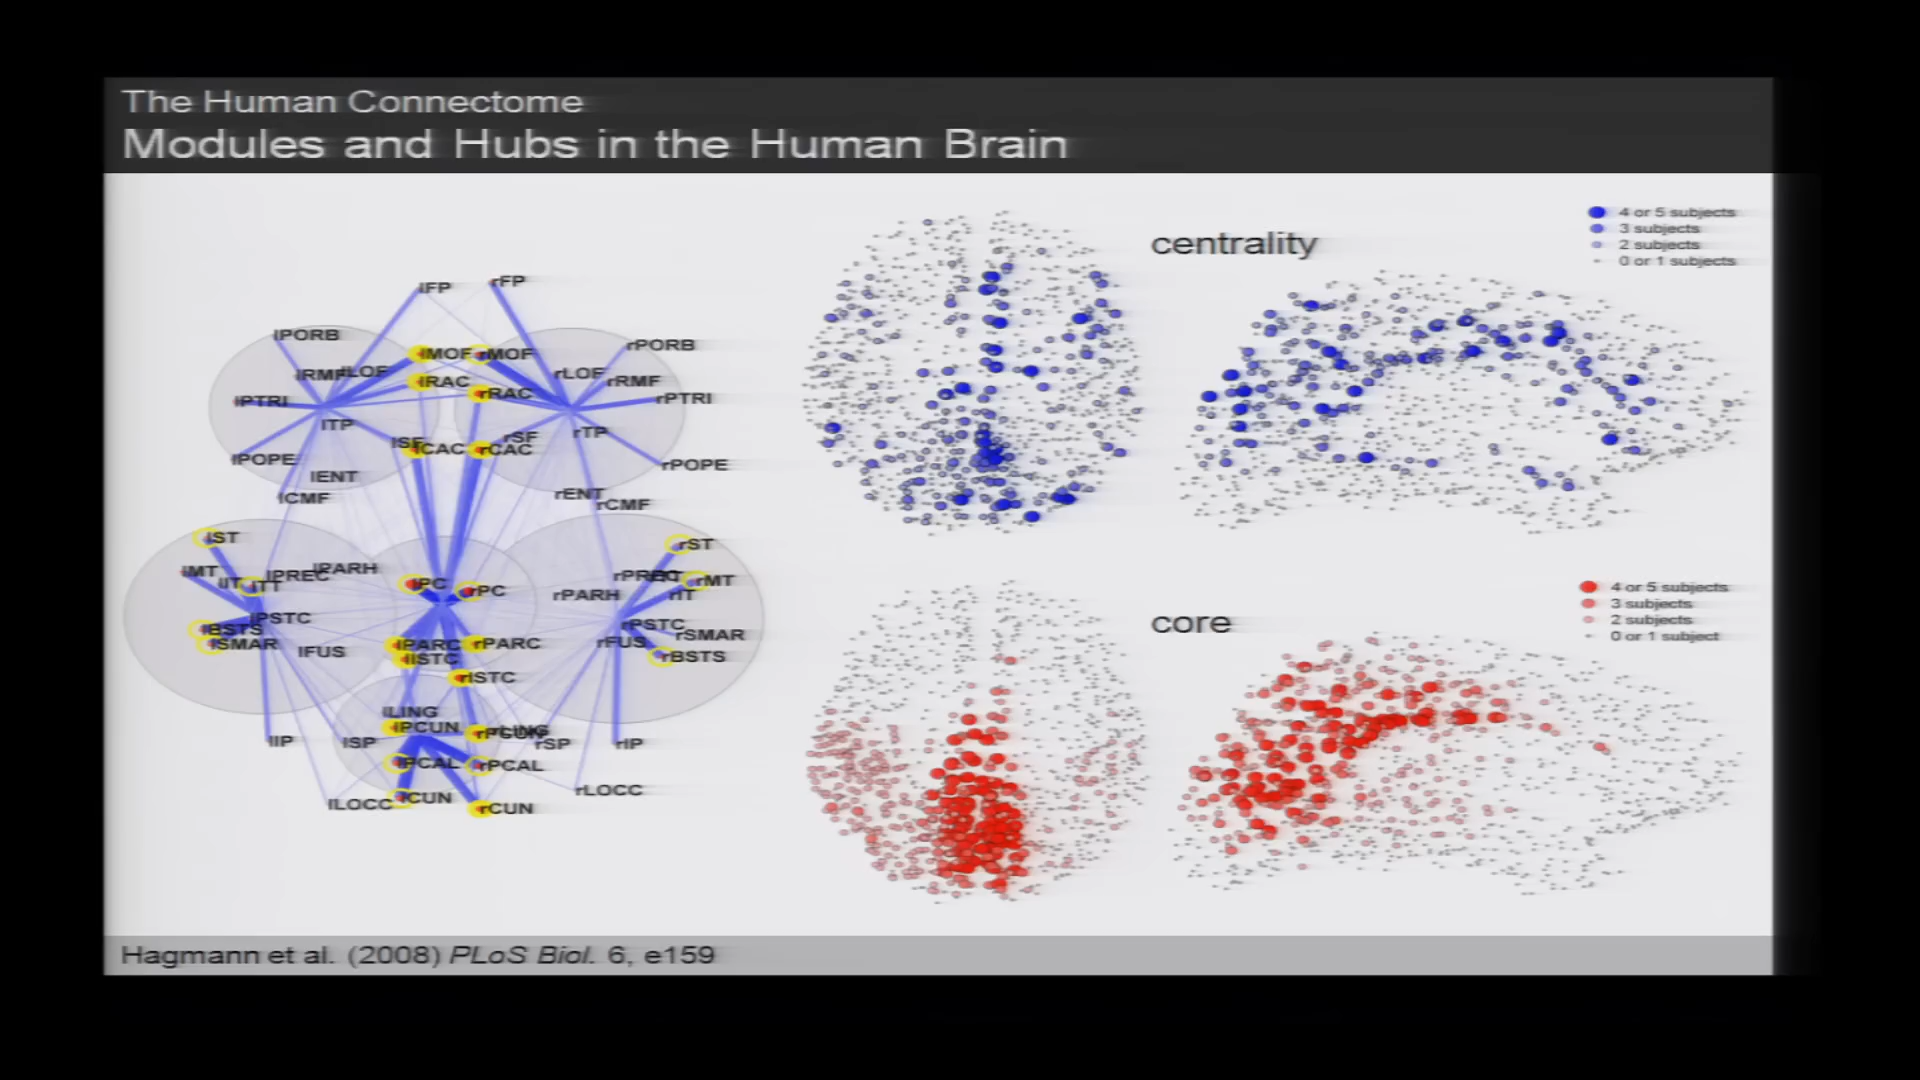 The Human Connectome
Modules and Hubs in the Human Brain
centrality
4 or 5 subjects
3 subjects
2 subjects
0 or 1 subjects
lFP
rFP
lPORB
rPORB
lMOF
rMOF
lRMF
lLOF
rLOF
rRMF
lRAC
rRAC
lPTRI
rPTRI
lTP
rTP
lSF
lCAC
rSF
rCAC
lPOPE
rPOPE
lENT
rENT
lCMF
rCMF
lST
rST
lMT
lIT
lTT
lPREC
lPARH
lPC
rPC
rPARH
rPREC
rMT
rIT
lPSTC
rPSTC
lBSTS
lSMAR
lFUS
lPARC
rPARC
rFUS
rSMAR
lISTC
rBSTS
rISTC
lLING
lPCUN
lIP
lSP
rSP
rIP
lPCAL
rPCAL
lLOCC
lCUN
rCUN
rLOCC
core
4 or 5 subjects
3 subjects
2 subjects
0 or 1 subject
Hagmann et al. (2008) PLoS Biol. 6, e159